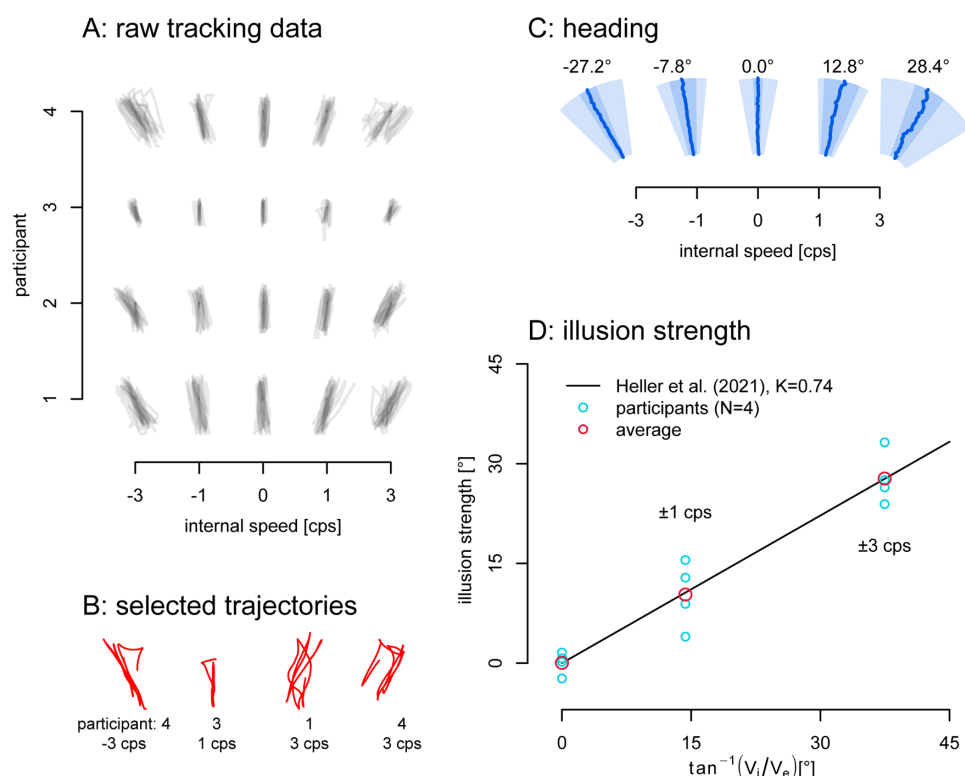 A: raw tracking data
4
3
2
1
participant
-3 -1 0 1 3
internal speed [cps]
B: selected trajectories
participant: 4 3 1 4
-3 cps 1 cps 3 cps 3 cps
C: heading
-27.2° -7.8° 0.0° 12.8° 28.4°
-3 -1 0 1 3
internal speed [cps]
D: illusion strength
45
30
15
0
illusion strength [°]
Heller et al. (2021), K=0.74
participants (N=4)
average
±1 cps
±3 cps
0 15 30 45
tan⁻¹(Vᵢ/Vₑ)[°]